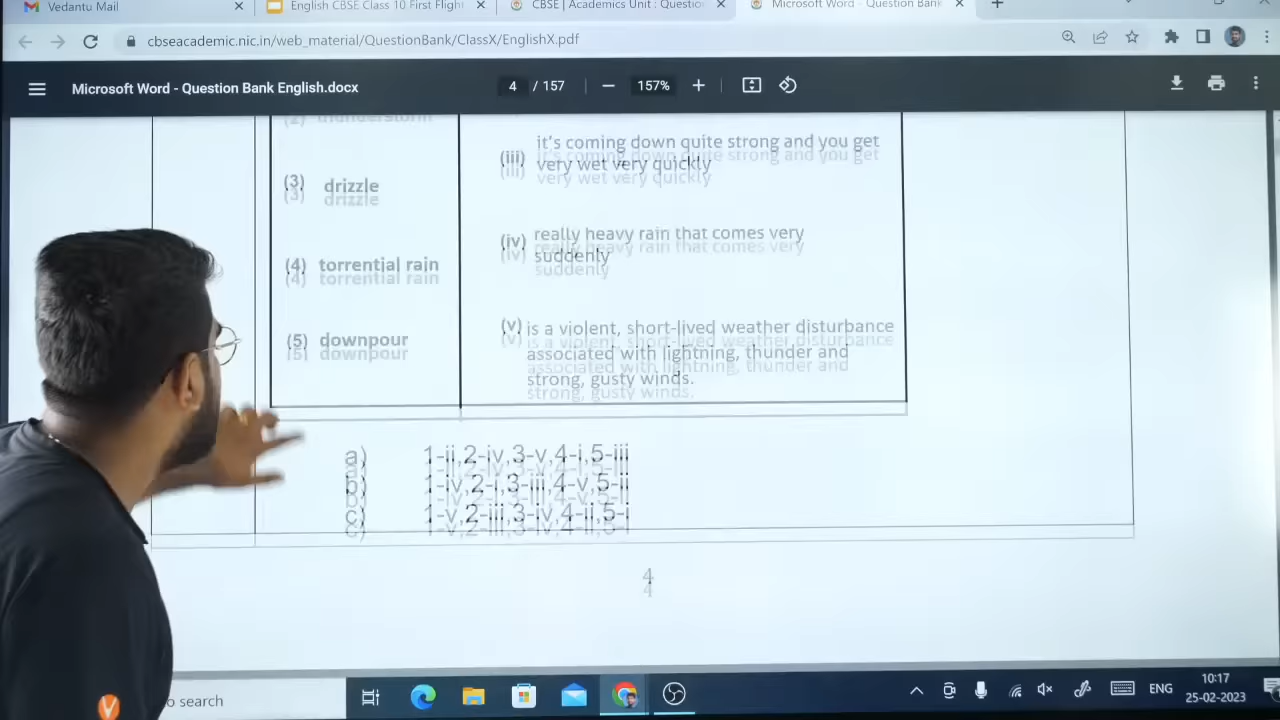 Vedantu Mail
English CBSE Class 10 First Fligh
CBSE | Academics Unit : Questio
Microsoft Word - Question Bank
cbseacademic.nic.in/web_material/QuestionBank/ClassX/EnglishX.pdf
Microsoft Word - Question Bank English.docx
4 / 157
157%
(2) thunderstorm
(iii) it's coming down quite strong and you get
very wet very quickly
(3) drizzle
(iv) really heavy rain that comes very
suddenly
(4) torrential rain
(5) downpour
(v) is a violent, short-lived weather disturbance
associated with lightning, thunder and
strong, gusty winds.
a) 1-ii,2-iv,3-v,4-i,5-iii
b) 1-iv,2-i,3-iii,4-v,5-ii
c) 1-v,2-iii,3-iv,4-ii,5-i
4
o search
ENG
10:17
25-02-2023